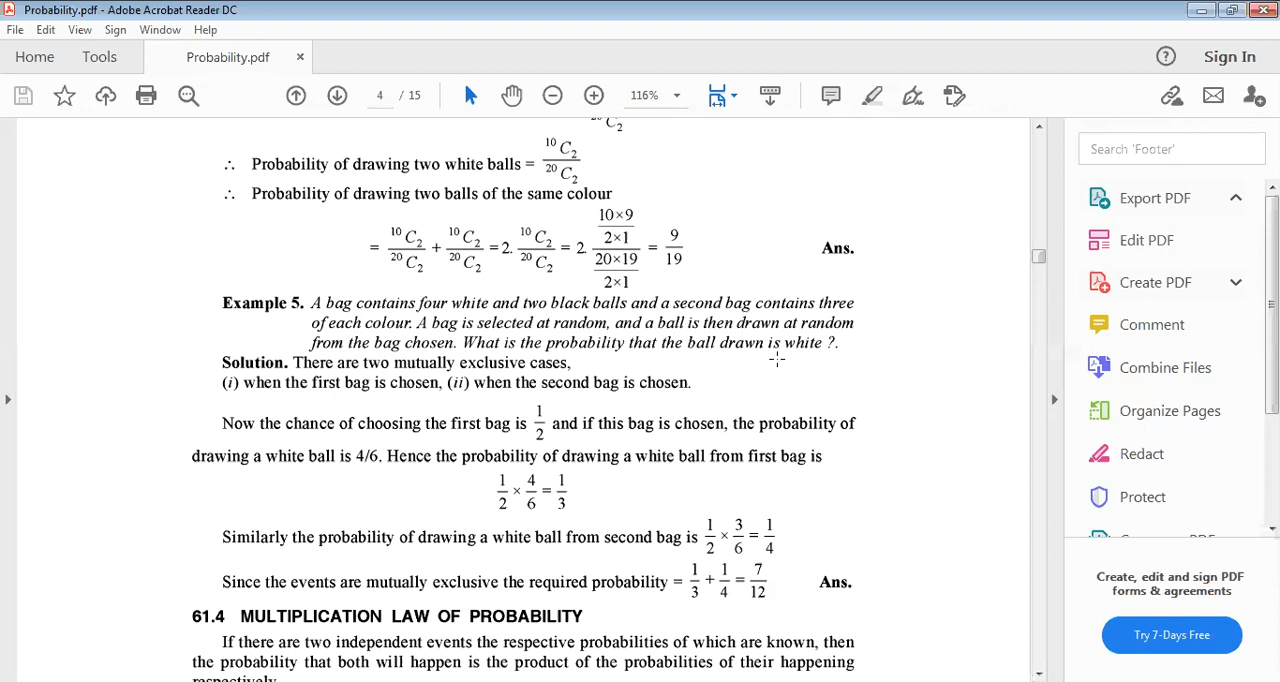 Probability.pdf - Adobe Acrobat Reader DC
File Edit View Sign Window Help
Home Tools Probability.pdf × Sign In
4 / 15 116%
20 C2
∴ Probability of drawing two white balls = 10C2 / 20C2
∴ Probability of drawing two balls of the same colour
= 10C2 / 20C2 + 10C2 / 20C2 = 2. 10C2 / 20C2 = 2. (10×9 / 2×1) / (20×19 / 2×1) = 9 / 19 Ans.
Example 5. A bag contains four white and two black balls and a second bag contains three
of each colour. A bag is selected at random, and a ball is then drawn at random
from the bag chosen. What is the probability that the ball drawn is white ?.
Solution. There are two mutually exclusive cases,
(i) when the first bag is chosen, (ii) when the second bag is chosen.
Now the chance of choosing the first bag is 1/2 and if this bag is chosen, the probability of
drawing a white ball is 4/6. Hence the probability of drawing a white ball from first bag is
1/2 × 4/6 = 1/3
Similarly the probability of drawing a white ball from second bag is 1/2 × 3/6 = 1/4
Since the events are mutually exclusive the required probability = 1/3 + 1/4 = 7/12 Ans.
61.4 MULTIPLICATION LAW OF PROBABILITY
If there are two independent events the respective probabilities of which are known, then
the probability that both will happen is the product of the probabilities of their happening
respectively.
Search 'Footer'
Export PDF
Edit PDF
Create PDF
Comment
Combine Files
Organize Pages
Redact
Protect
Create, edit and sign PDF
forms & agreements
Try 7-Days Free